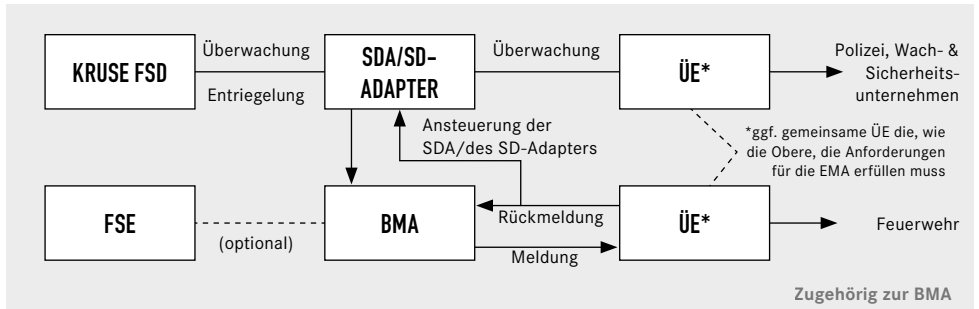 KRUSE FSD
Überwachung
Entriegelung
SDA/SD-
ADAPTER
Überwachung
ÜE*
Polizei, Wach- &
Sicherheits-
unternehmen
Ansteuerung der
SDA/des SD-Adapters
*ggf. gemeinsame ÜE die, wie
die Obere, die Anforderungen
für die EMA erfüllen muss
FSE
(optional)
BMA
Rückmeldung
Meldung
ÜE*
Feuerwehr
Zugehörig zur BMA